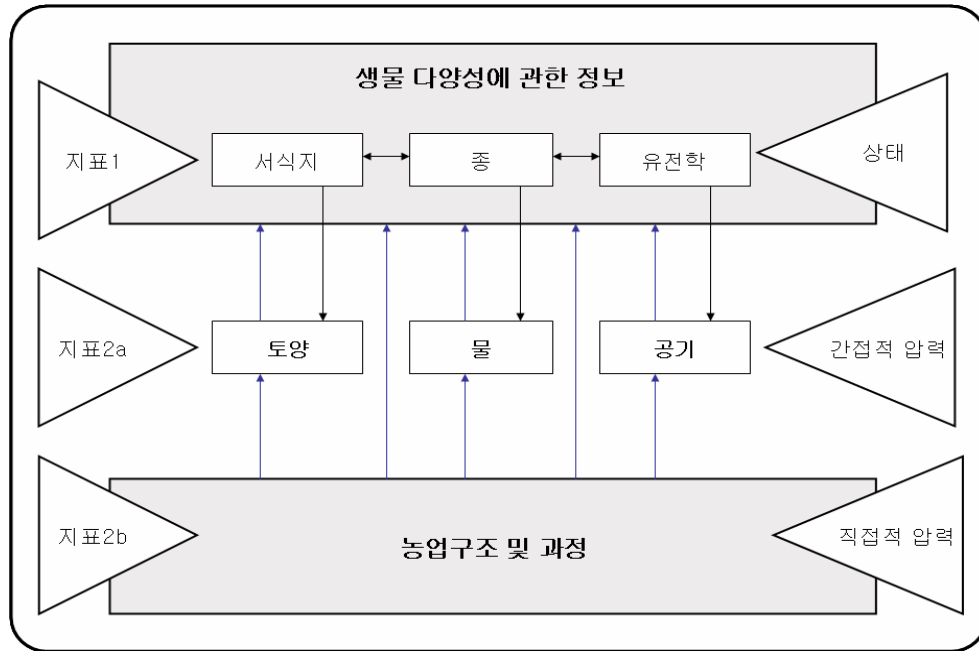 생물 다양성에 관한 정보
지표1
서식지
종
유전학
상태
지표2a
토양
물
공기
간접적 압력
지표2b
농업구조 및 과정
직접적 압력